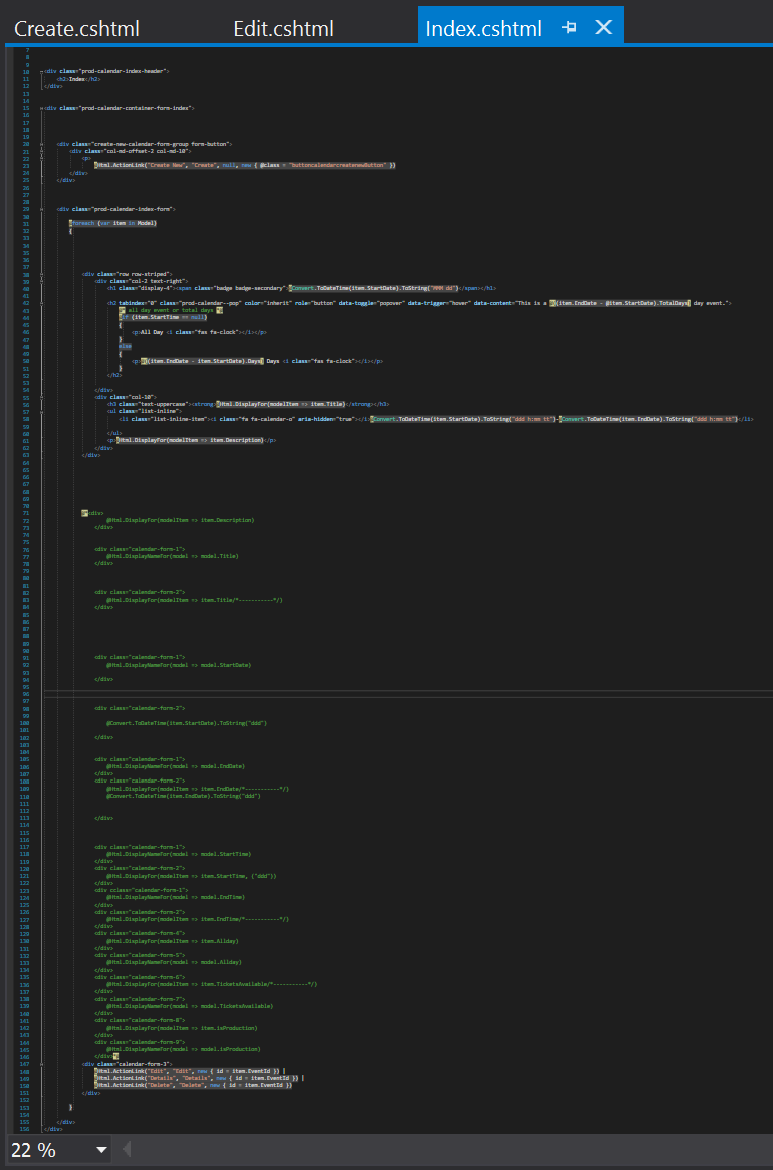 Create.cshtml Edit.cshtml Index.cshtml
<div class="prod-calendar-index-header">
<h2>Index</h2>
</div>
<div class="prod-calendar-container-form-index">
<div class="create-new-calendar-form-group form-button">
<div class="col-md-offset-2 col-md-10">
<p>
@Html.ActionLink("Create New", "Create", null, new { @class = "buttoncalendarcreatenewButton" })
</div>
</div>
<div class="prod-calendar-index-form">
@foreach (var item in Model)
{
<div class="row row-striped">
<div class="col-2 text-right">
<h1 class="display-4"><span class="badge badge-secondary">@Convert.ToDateTime(item.StartDate).ToString("MMM dd")</span></h1>
<h2 tabindex="0" class="prod-calendar--pop" color="inherit" role="button" data-toggle="popover" data-trigger="hover" data-content="This is a @((item.EndDate - @item.StartDate).TotalDays) day event.">
@* all day event or total days *@
@if (item.StartTime == null)
{
<p>All Day <i class="fas fa-clock"></i></p>
}
else
{
<p>@((item.EndDate - item.StartDate).Days) Days <i class="fas fa-clock"></i></p>
}
</h2>
</div>
<div class="col-10">
<h3 class="text-uppercase"><strong>@Html.DisplayFor(modelItem => item.Title)</strong></h3>
<ul class="list-inline">
<li class="list-inline-item"><i class="fa fa-calendar-o" aria-hidden="true"></i>@Convert.ToDateTime(item.StartDate).ToString("ddd h:mm tt")-@Convert.ToDateTime(item.EndDate).ToString("ddd h:mm tt")</li>
</ul>
<p>@Html.DisplayFor(modelItem => item.Description)</p>
</div>
</div>
@*<div>
@Html.DisplayFor(modelItem => item.Description)
</div>
<div class="calendar-form-1">
@Html.DisplayNameFor(model => model.Title)
</div>
<div class="calendar-form-2">
@Html.DisplayFor(modelItem => item.Title/*-----------*/)
</div>
<div class="calendar-form-1">
@Html.DisplayNameFor(model => model.StartDate)
</div>
<div class="calendar-form-2">
@Convert.ToDateTime(item.StartDate).ToString("ddd")
</div>
<div class="calendar-form-1">
@Html.DisplayNameFor(model => model.EndDate)
</div>
<div class="calendar-form-2">
@Html.DisplayFor(modelItem => item.EndDate/*-----------*/)
@Convert.ToDateTime(item.EndDate).ToString("ddd")
</div>
<div class="calendar-form-1">
@Html.DisplayNameFor(model => model.StartTime)
</div>
<div class="calendar-form-2">
@Html.DisplayFor(modelItem => item.StartTime, ("ddd"))
</div>
<div cclass="calendar-form-1">
@Html.DisplayNameFor(model => model.EndTime)
</div>
<div class="calendar-form-2">
@Html.DisplayFor(modelItem => item.EndTime/*-----------*/)
</div>
<div class="calendar-form-4">
@Html.DisplayFor(modelItem => item.Allday)
</div>
<div class="calendar-form-5">
@Html.DisplayNameFor(model => model.Allday)
</div>
<div class="calendar-form-6">
@Html.DisplayFor(modelItem => item.TicketsAvailable/*-----------*/)
</div>
<div class="calendar-form-7">
@Html.DisplayNameFor(model => model.TicketsAvailable)
</div>
<div class="calendar-form-8">
@Html.DisplayFor(modelItem => item.isProduction)
</div>
<div class="calendar-form-9">
@Html.DisplayNameFor(model => model.isProduction)
</div>*@
<div class="calendar-form-3">
@Html.ActionLink("Edit", "Edit", new { id = item.EventId }) |
@Html.ActionLink("Details", "Details", new { id = item.EventId }) |
@Html.ActionLink("Delete", "Delete", new { id = item.EventId })
</div>
}
</div>
</div>
22 %